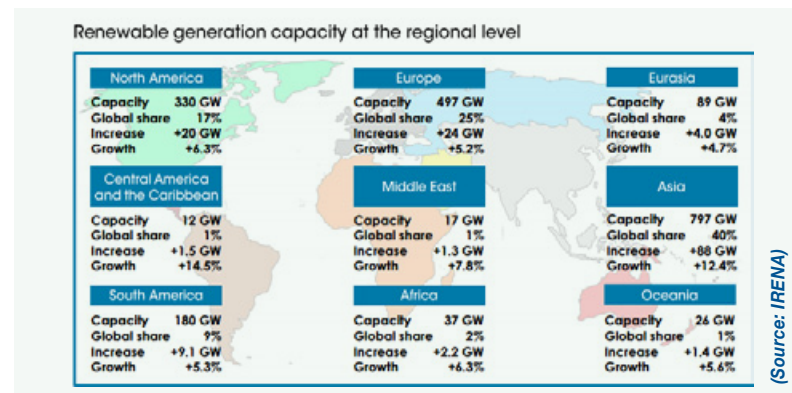 Renewable generation capacity at the regional level
North America
Capacity 330 GW
Global share 17%
Increase +20 GW
Growth +6.3%
Europe
Capacity 497 GW
Global share 25%
Increase +24 GW
Growth +5.2%
Eurasia
Capacity 89 GW
Global share 4%
Increase +4.0 GW
Growth +4.7%
Central America
and the Caribbean
Capacity 12 GW
Global share 1%
Increase +1.5 GW
Growth +14.5%
Middle East
Capacity 17 GW
Global share 1%
Increase +1.3 GW
Growth +7.8%
Asia
Capacity 797 GW
Global share 40%
Increase +88 GW
Growth +12.4%
South America
Capacity 180 GW
Global share 9%
Increase +9.1 GW
Growth +5.3%
Africa
Capacity 37 GW
Global share 2%
Increase +2.2 GW
Growth +6.3%
Oceania
Capacity 26 GW
Global share 1%
Increase +1.4 GW
Growth +5.6%
(Source: IRENA)